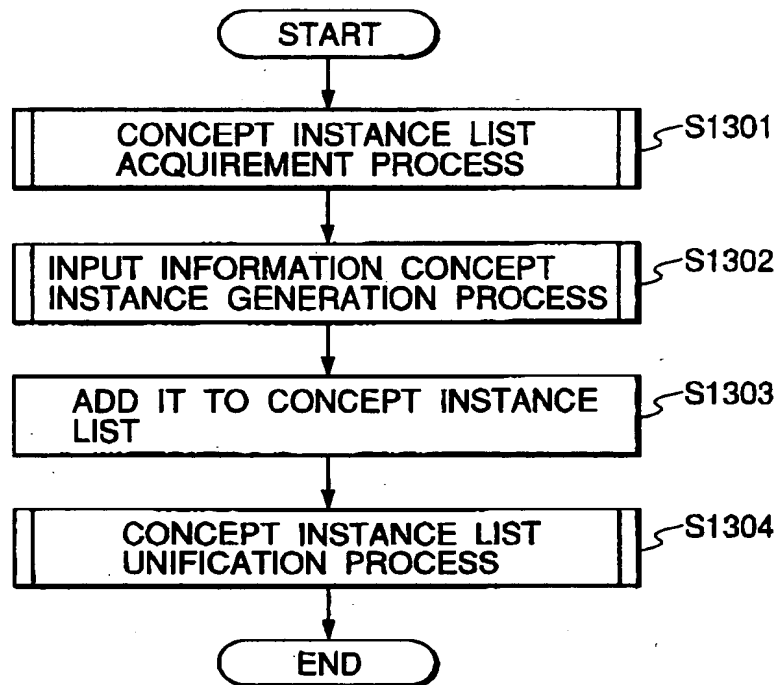 START
CONCEPT INSTANCE LIST
ACQUIREMENT PROCESS
S1301
INPUT INFORMATION CONCEPT
INSTANCE GENERATION PROCESS
S1302
ADD IT TO CONCEPT INSTANCE
LIST
S1303
CONCEPT INSTANCE LIST
UNIFICATION PROCESS
S1304
END